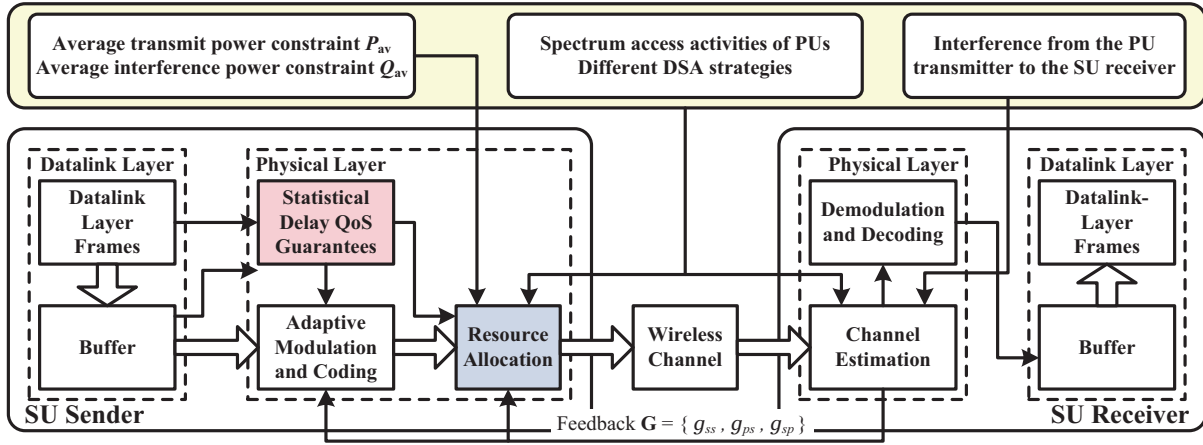 Average transmit power constraint P_av
Average interference power constraint Q_av
Spectrum access activities of PUs
Different DSA strategies
Interference from the PU
transmitter to the SU receiver
Datalink Layer
Datalink
Layer
Frames
Buffer
SU Sender
Physical Layer
Statistical
Delay QoS
Guarantees
Adaptive
Modulation
and Coding
Resource
Allocation
Wireless
Channel
Physical Layer
Demodulation
and Decoding
Channel
Estimation
Datalink Layer
Datalink-
Layer
Frames
Buffer
SU Receiver
Feedback G = { g_ss , g_ps , g_sp }